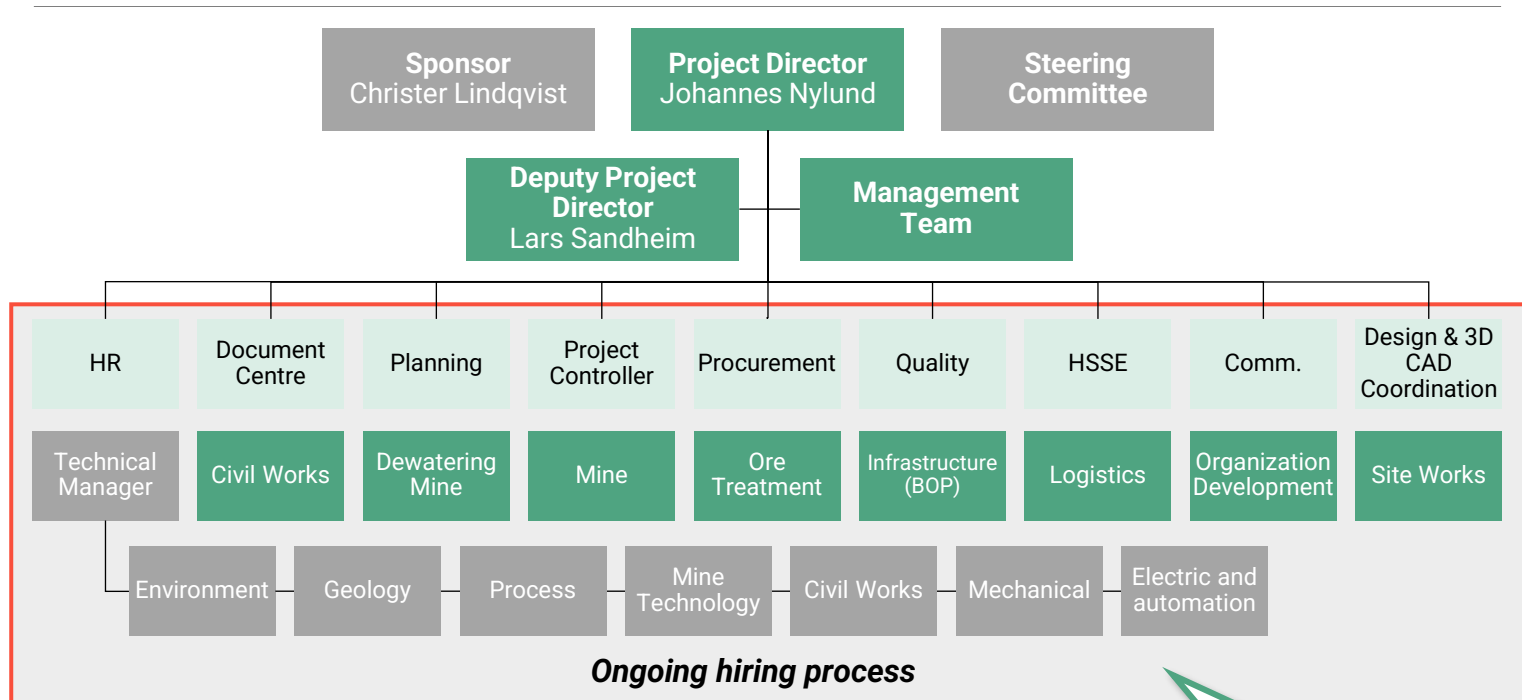 Sponsor
Christer Lindqvist
Project Director
Johannes Nylund
Steering
Committee
Deputy Project
Director
Lars Sandheim
Management
Team
HR
Document
Centre
Planning
Project
Controller
Procurement
Quality
HSSE
Comm.
Design & 3D
CAD
Coordination
Technical
Manager
Civil Works
Dewatering
Mine
Mine
Ore
Treatment
Infrastructure
(BOP)
Logistics
Organization
Development
Site Works
Environment
Geology
Process
Mine
Technology
Civil Works
Mechanical
Electric and
automation
Ongoing hiring process